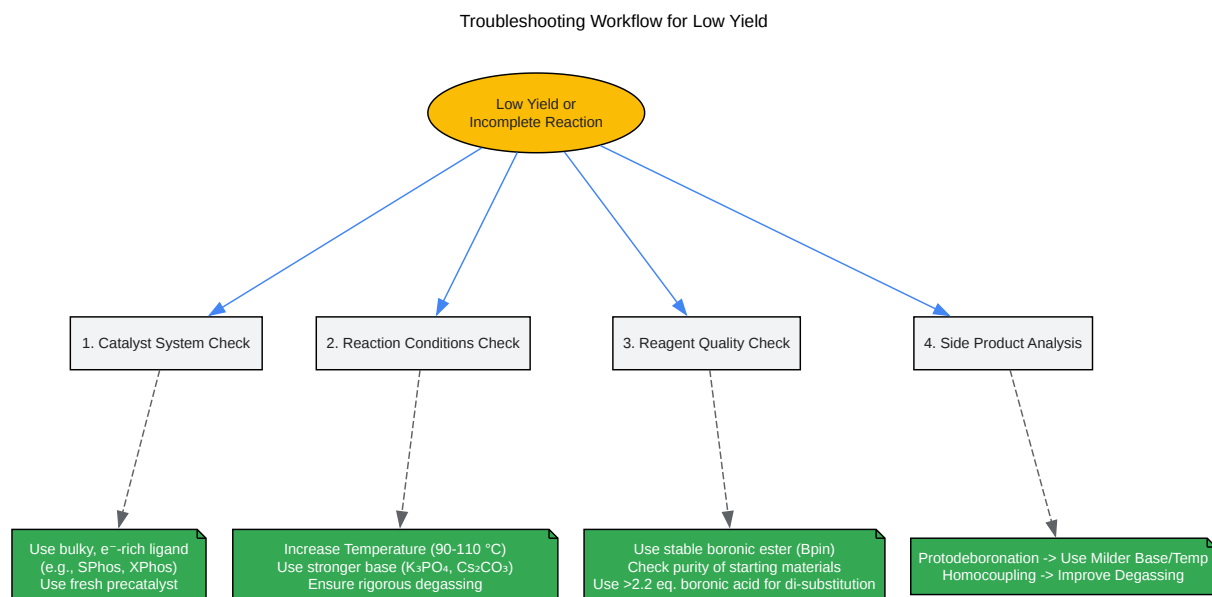 Troubleshooting Workflow for Low Yield
Low Yield or
Incomplete Reaction
1. Catalyst System Check
2. Reaction Conditions Check
3. Reagent Quality Check
4. Side Product Analysis
Use bulky, e⁻-rich ligand
(e.g., SPhos, XPhos)
Use fresh precatalyst
Increase Temperature (90-110 °C)
Use stronger base (K₃PO₄, Cs₂CO₃)
Ensure rigorous degassing
Use stable boronic ester (Bpin)
Check purity of starting materials
Use >2.2 eq. boronic acid for di-substitution
Protodeboronation -> Use Milder Base/Temp
Homocoupling -> Improve Degassing